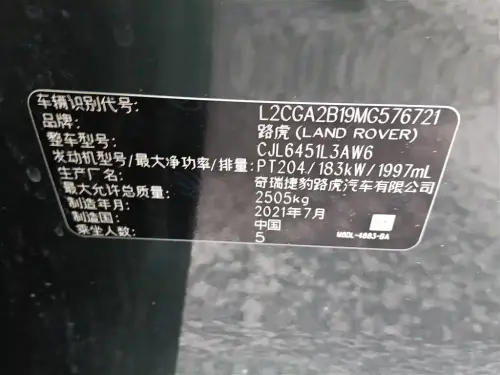 车辆识别代号: L2CGA2B19MG576721
品牌: 路虎(LAND ROVER)
整车型号: CJL6451L3AW6
发动机型号/最大净功率/排量: PT204/183kW/1997mL
生产厂名: 奇瑞捷豹路虎汽车有限公司
最大允许总质量: 2505kg
制造年月: 2021年7月
制造国: 中国
乘坐人数: 5
M8DL-4883-BA